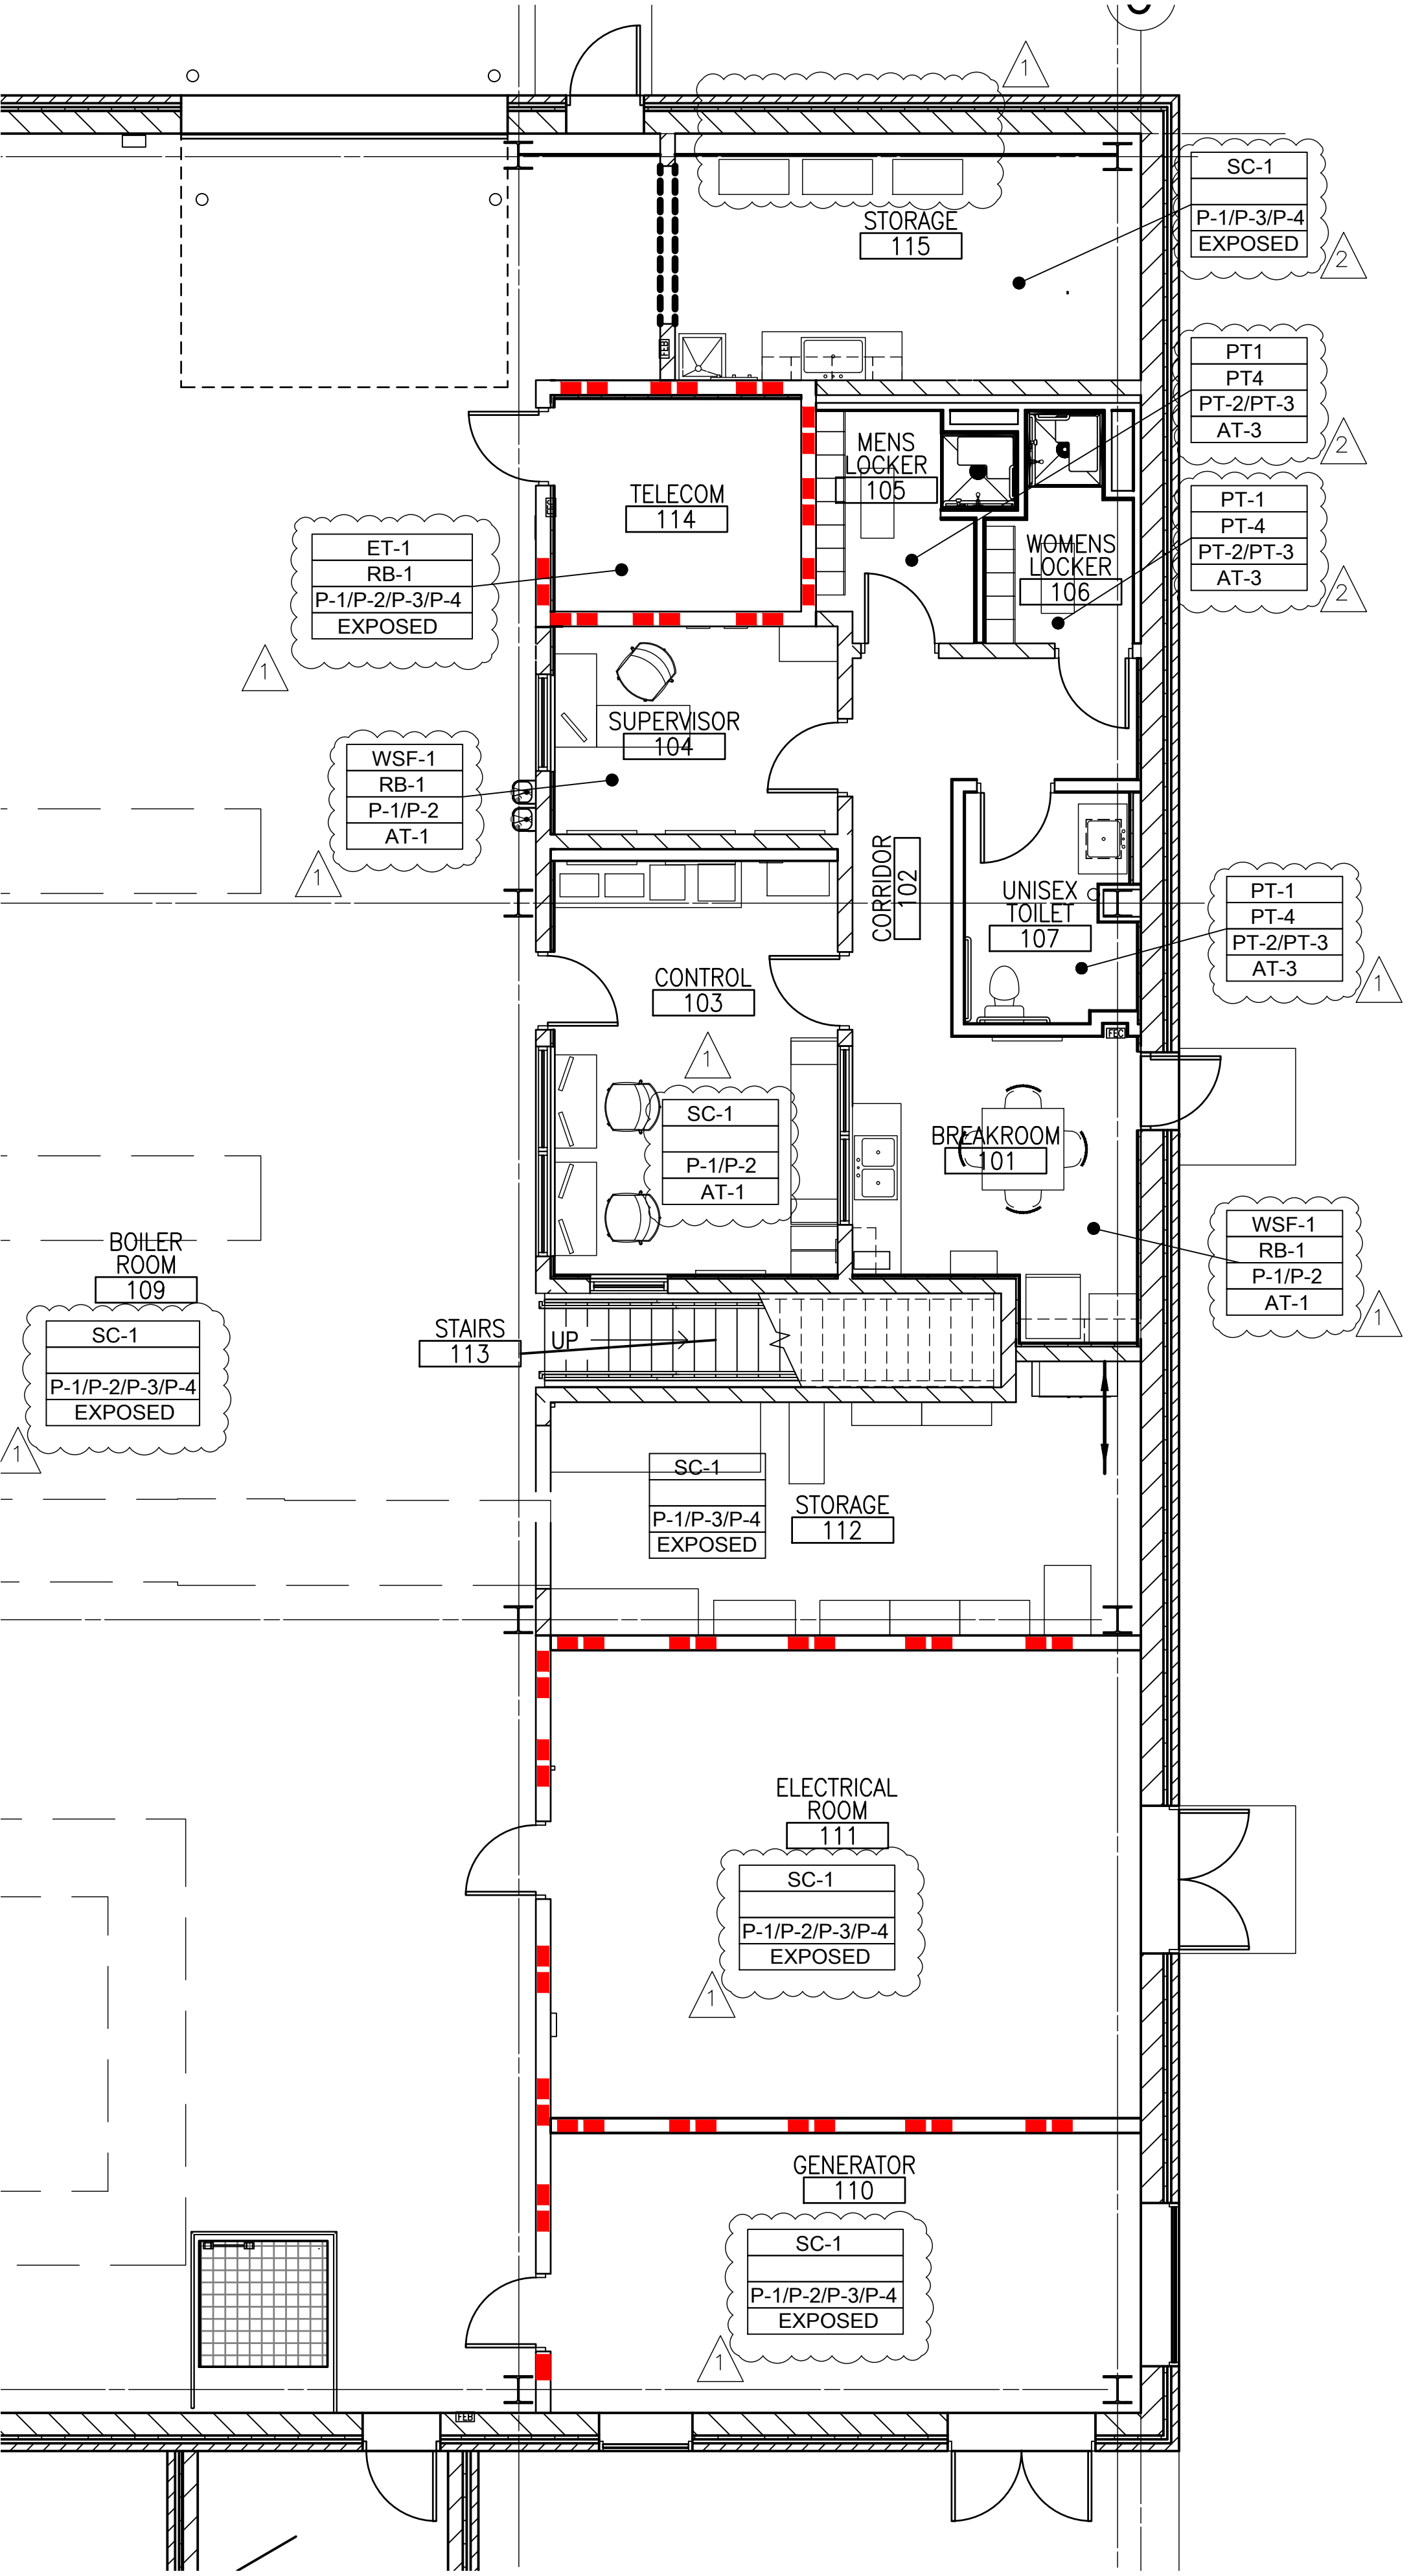 1
SC-1
P-1/P-3/P-4
EXPOSED
2
STORAGE
115
FEB
PT1
PT4
PT-2/PT-3
AT-3
2
MENS
LOCKER
105
TELECOM
114
FEC
PT-1
PT-4
PT-2/PT-3
AT-3
2
WOMENS
LOCKER
106
ET-1
RB-1
P-1/P-2/P-3/P-4
EXPOSED
1
SUPERVISOR
104
WSF-1
RB-1
P-1/P-2
AT-1
1
CORRIDOR
102
UNISEX
TOILET
107
PT-1
PT-4
PT-2/PT-3
AT-3
1
CONTROL
103
FEC
1
SC-1
P-1/P-2
AT-1
BREAKROOM
101
WSF-1
RB-1
P-1/P-2
AT-1
1
BOILER
ROOM
109
SC-1
P-1/P-2/P-3/P-4
EXPOSED
1
STAIRS
113
UP
SC-1
P-1/P-3/P-4
EXPOSED
STORAGE
112
ELECTRICAL
ROOM
111
SC-1
P-1/P-2/P-3/P-4
EXPOSED
1
GENERATOR
110
SC-1
P-1/P-2/P-3/P-4
EXPOSED
1
FEB